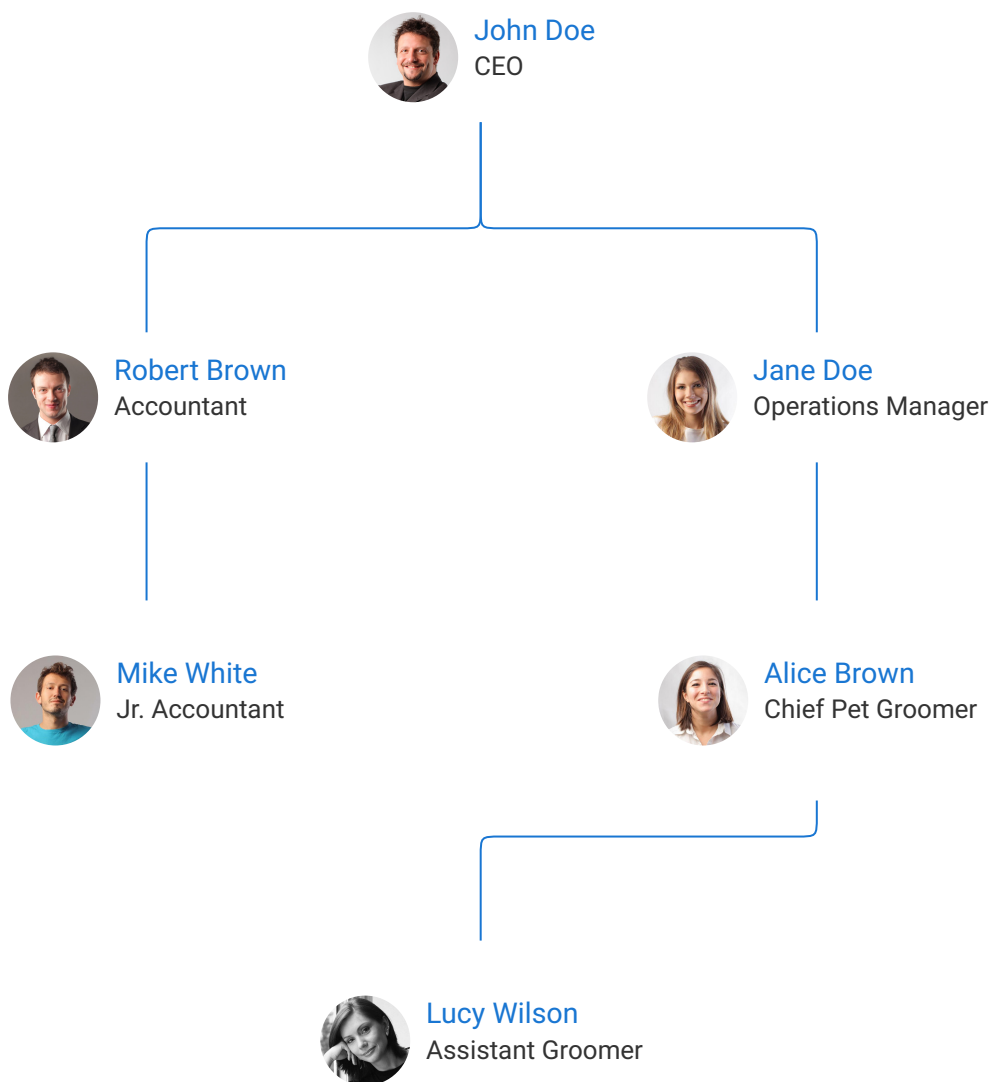 John Doe
CEO
Robert Brown
Accountant
Jane Doe
Operations Manager
Mike White
Jr. Accountant
Alice Brown
Chief Pet Groomer
Lucy Wilson
Assistant Groomer